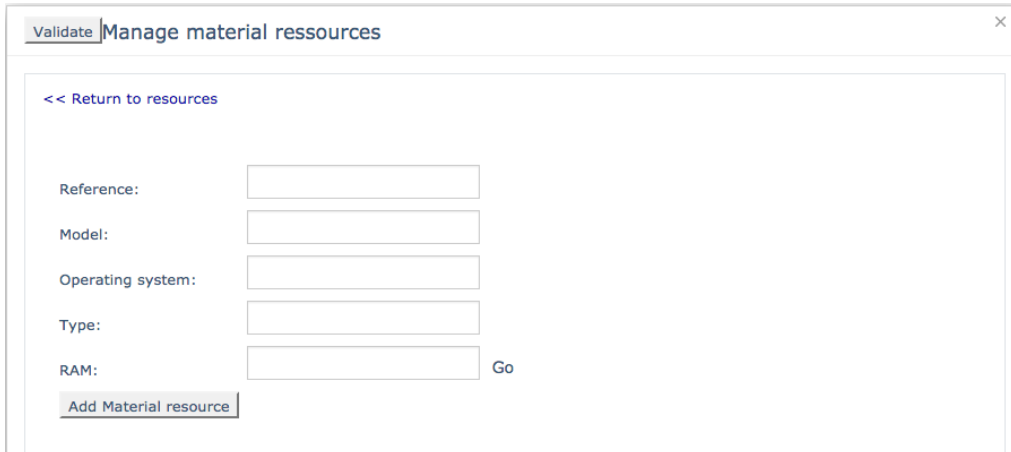 Validate Manage material ressources
×
<< Return to resources
Reference:
Model:
Operating system:
Type:
RAM: Go
Add Material resource